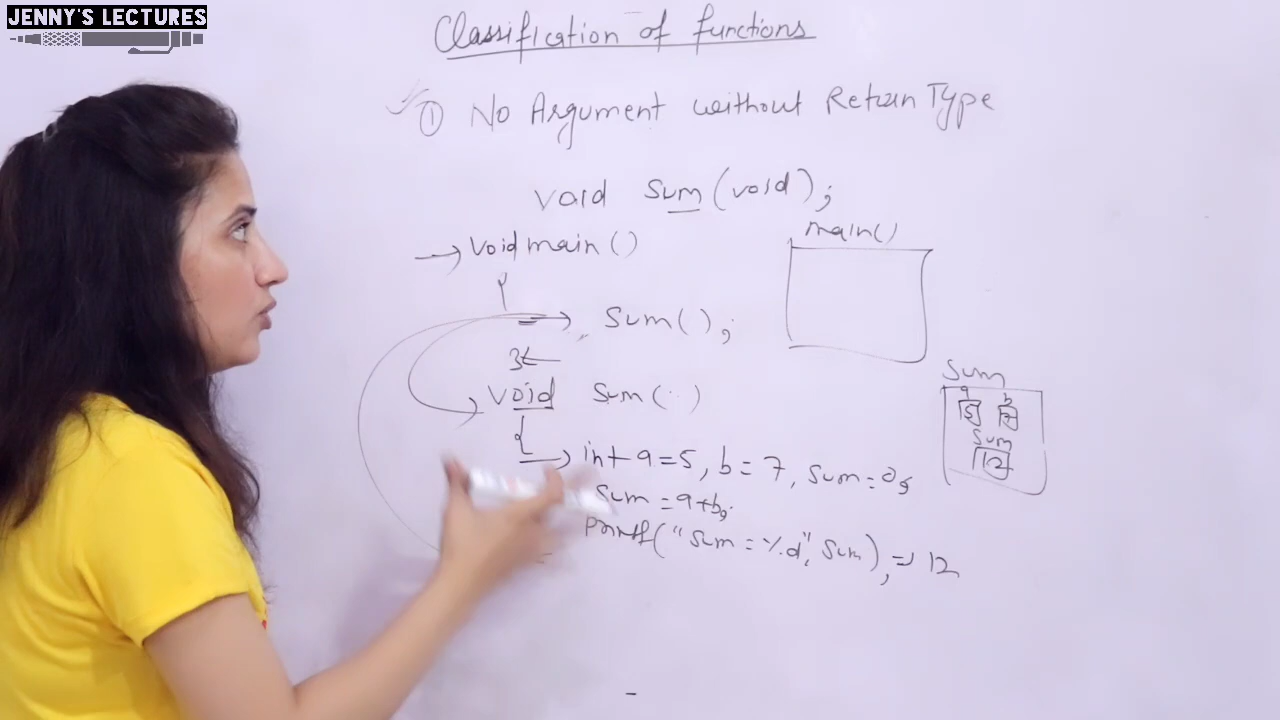 JENNY'S LECTURES
Classification of functions
① No Argument without Return Type
void sum(void);
→ void main()
main()
{
→ sum();
}←
sum
void sum( )
a b
5 7
{
sum
→ int a=5, b=7, sum=0;
12
sum=a+b;
printf("sum=%d", sum); ⇒ 12